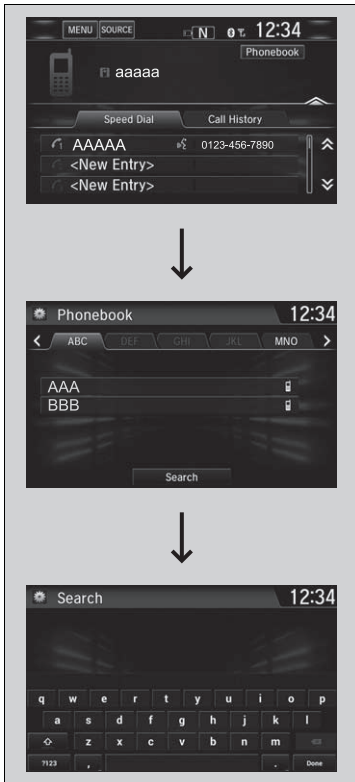 MENU SOURCE N 12:34
Phonebook
aaaaa
Speed Dial Call History
AAAAA 0123-456-7890
<New Entry>
<New Entry>
Phonebook 12:34
ABC DEF GHI JKL MNO
AAA
BBB
Search
Search 12:34
q w e r t y u i o p
a s d f g h j k l
z x c v b n m
?123 , . Done